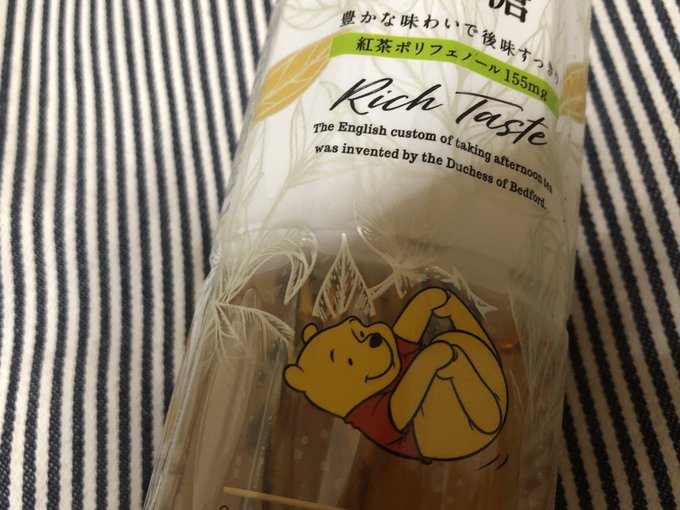 糖
豊かな味わいで後味すっきり
紅茶ポリフェノール155mg
Rich Taste
The English custom of taking afternoon tea
was invented by the Duchess of Bedford.